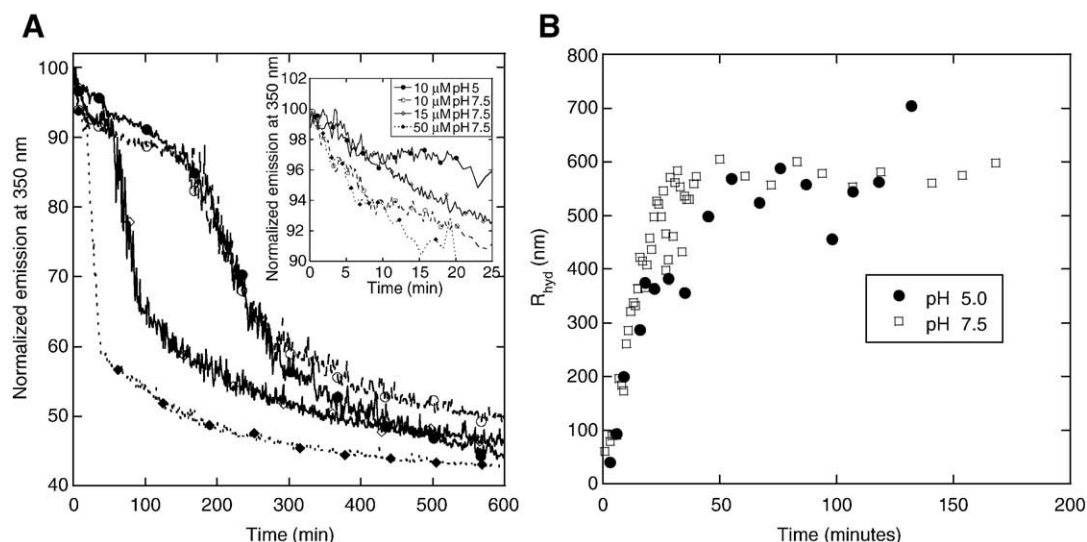 A
Normalized emission at 350 nm
100
90
80
70
60
50
40
0 100 200 300 400 500 600
Time (min)
Normalized emission at 350 nm
102
100
98
96
94
92
90
0 5 10 15 20 25
Time (min)
10 μM pH 5
10 μM pH 7.5
15 μM pH 7.5
50 μM pH 7.5
B
R_hyd (nm)
800
700
600
500
400
300
200
100
0
0 50 100 150 200
Time (minutes)
pH 5.0
pH 7.5